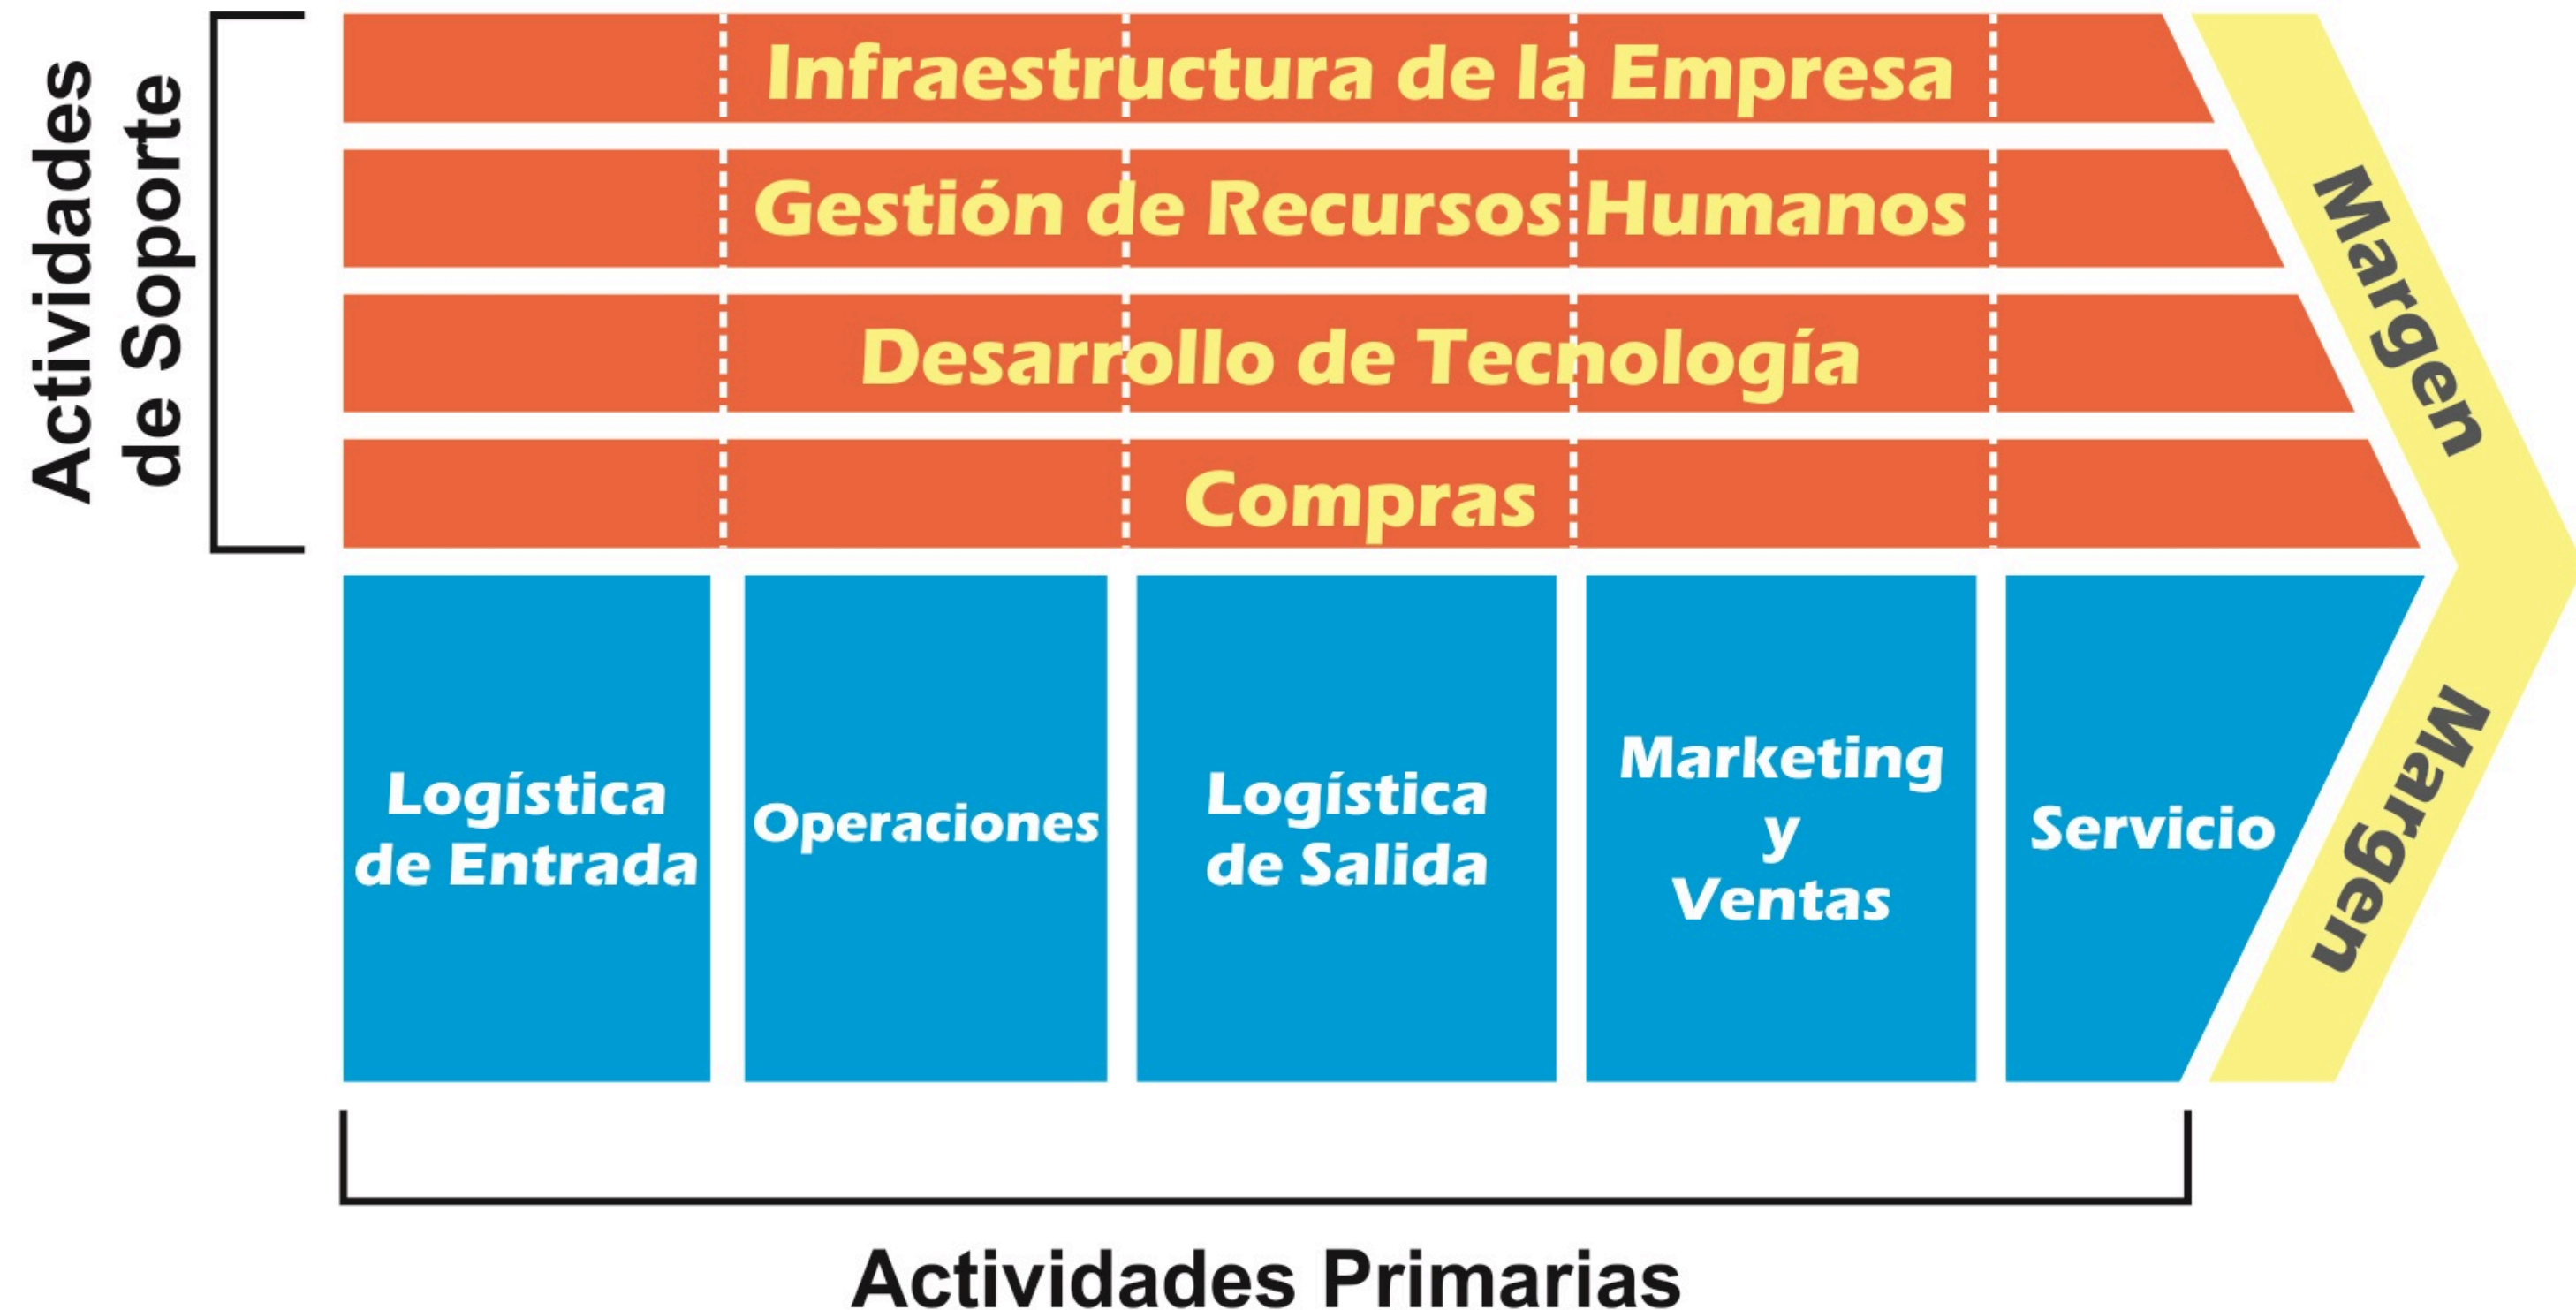 Actividades
de Soporte
Infraestructura de la Empresa
Gestión de Recursos Humanos
Desarrollo de Tecnología
Compras
Margen
Logística
de Entrada
Operaciones
Logística
de Salida
Marketing
y
Ventas
Servicio
Margen
Actividades Primarias